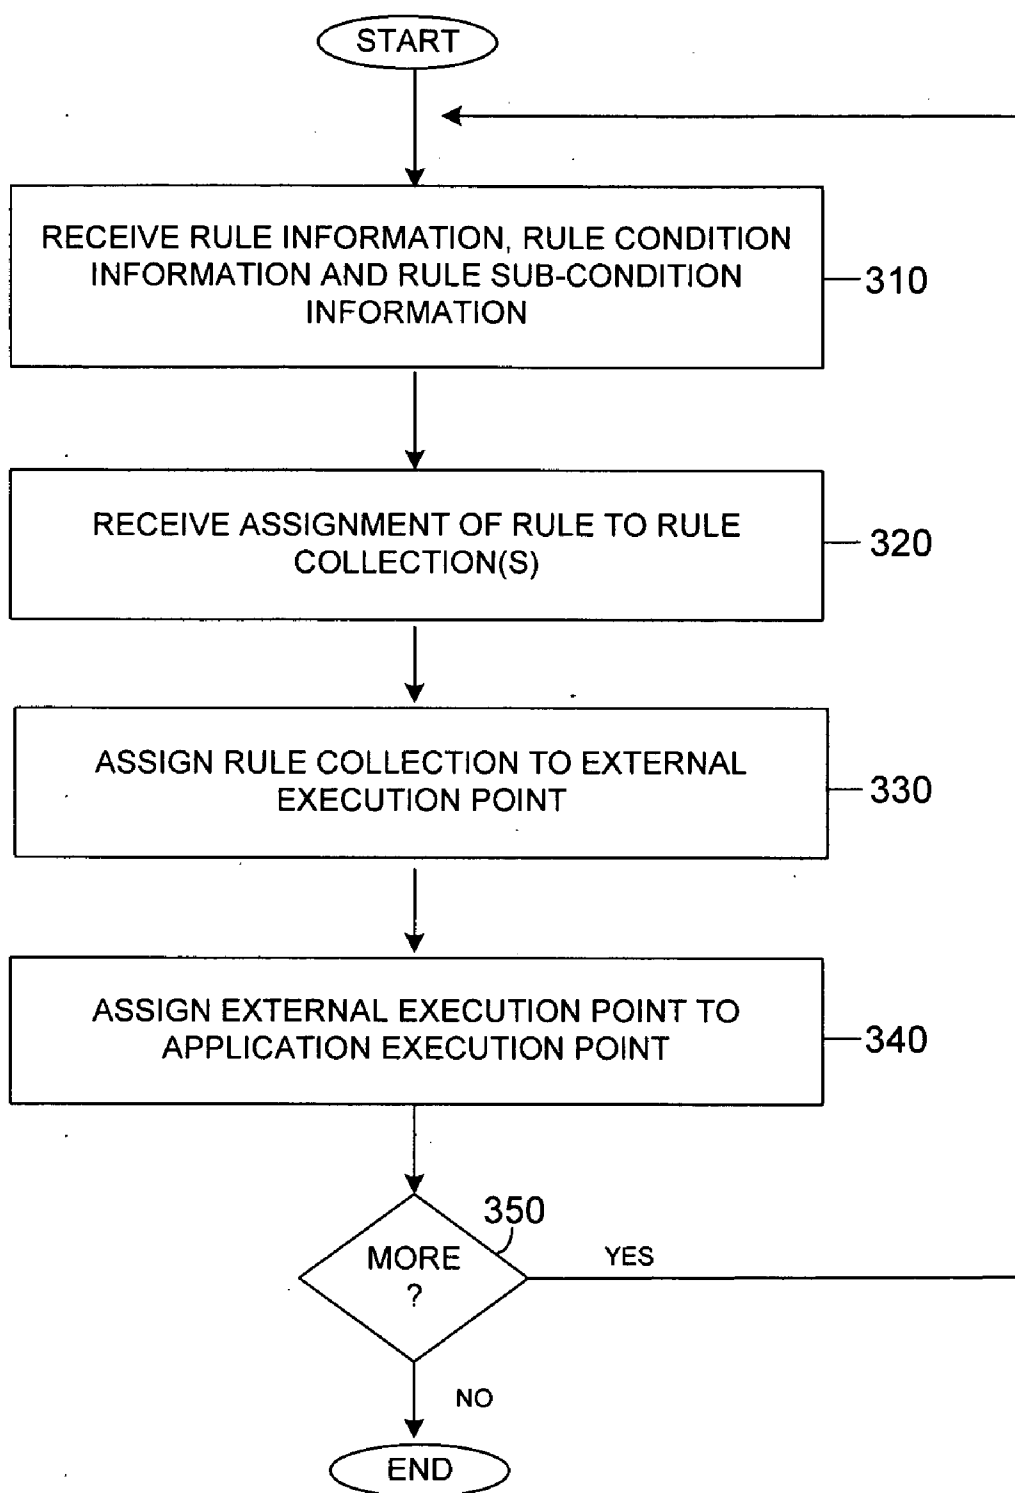 START
RECEIVE RULE INFORMATION, RULE CONDITION
INFORMATION AND RULE SUB-CONDITION
INFORMATION
310
RECEIVE ASSIGNMENT OF RULE TO RULE
COLLECTION(S)
320
ASSIGN RULE COLLECTION TO EXTERNAL
EXECUTION POINT
330
ASSIGN EXTERNAL EXECUTION POINT TO
APPLICATION EXECUTION POINT
340
350
MORE
?
YES
NO
END